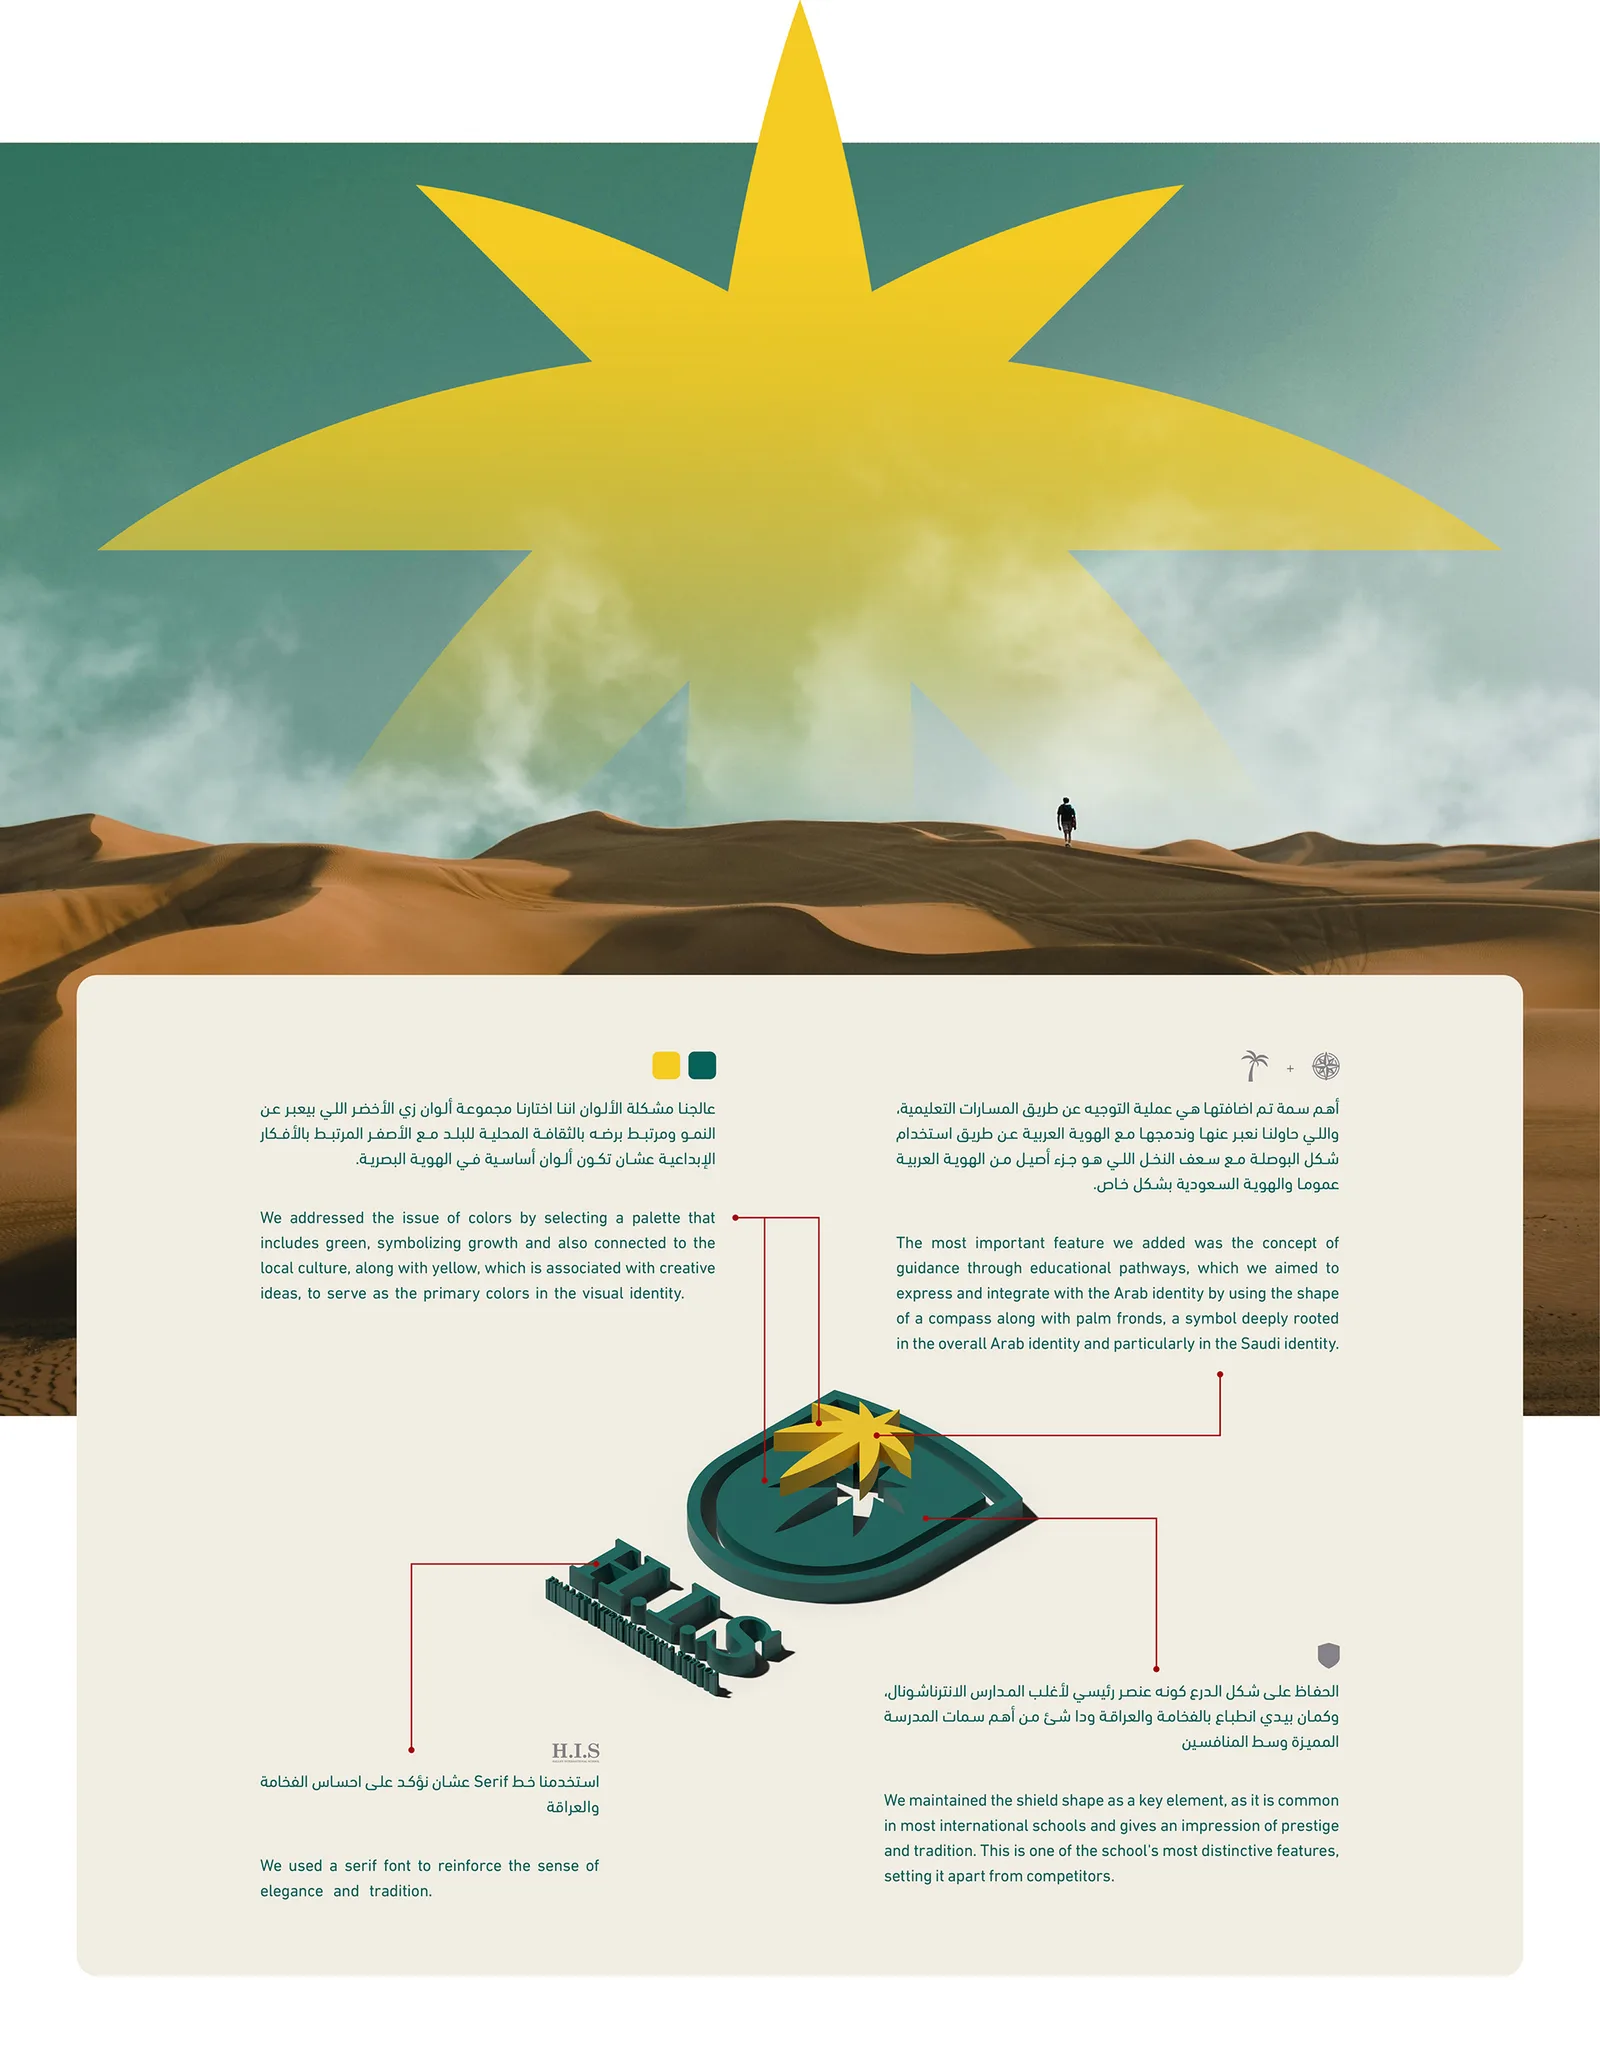 أهم سمة تم اضافتها هي عملية التوجيه عن طريق المسارات التعليمية،
واللي حاولنا نعبر عنها وندمجها مع الهوية العربية عن طريق استخدام
شكل البوصلة مع سعف النخل اللي هو جزء أصيل من الهوية العربية
عموما والهوية السعودية بشكل خاص.
The most important feature we added was the concept of
guidance through educational pathways, which we aimed to
express and integrate with the Arab identity by using the shape
of a compass along with palm fronds, a symbol deeply rooted
in the overall Arab identity and particularly in the Saudi identity.
عالجنا مشكلة الألوان اننا اختارنا مجموعة ألوان زي الأخضر اللي بيعبر عن
النمو ومرتبط برضه بالثقافة المحلية للبلد مع الأصفر المرتبط بالأفكار
الإبداعية عشان تكون ألوان أساسية في الهوية البصرية.
We addressed the issue of colors by selecting a palette that
includes green, symbolizing growth and also connected to the
local culture, along with yellow, which is associated with creative
ideas, to serve as the primary colors in the visual identity.
H.I.S
الحفاظ على شكل الدرع كونه عنصر رئيسي لأغلب المدارس الانترناشونال،
وكمان بيدي انطباع بالفخامة والعراقة ودا شئ من أهم سمات المدرسة
المميزة وسط المنافسين
We maintained the shield shape as a key element, as it is common
in most international schools and gives an impression of prestige
and tradition. This is one of the school's most distinctive features,
setting it apart from competitors.
H.I.S
استخدمنا خط Serif عشان نؤكد على احساس الفخامة
والعراقة
We used a serif font to reinforce the sense of
elegance and tradition.